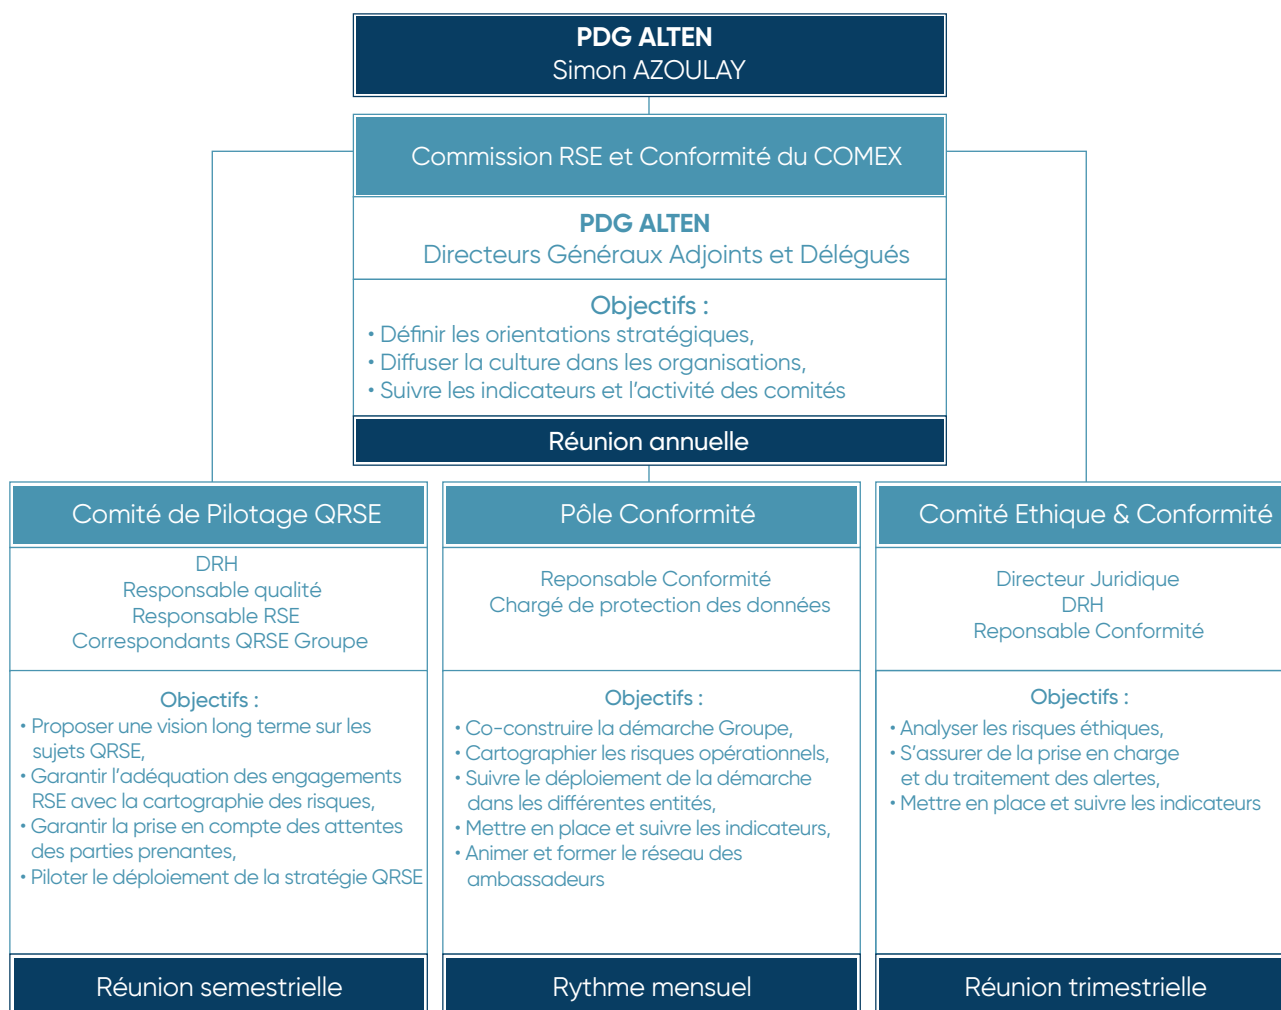 PDG ALTEN
Simon AZOULAY
Commission RSE et Conformité du COMEX
PDG ALTEN
Directeurs Généraux Adjoints et Délégués
Objectifs :
• Définir les orientations stratégiques,
• Diffuser la culture dans les organisations,
• Suivre les indicateurs et l’activité des comités
Réunion annuelle
Comité de Pilotage QRSE
DRH
Responsable qualité
Responsable RSE
Correspondants QRSE Groupe
Objectifs :
• Proposer une vision long terme sur les
sujets QRSE,
• Garantir l’adéquation des engagements
RSE avec la cartographie des risques,
• Garantir la prise en compte des attentes
des parties prenantes,
• Piloter le déploiement de la stratégie QRSE
Réunion semestrielle
Pôle Conformité
Reponsable Conformité
Chargé de protection des données
Objectifs :
• Co-construire la démarche Groupe,
• Cartographier les risques opérationnels,
• Suivre le déploiement de la démarche
dans les différentes entités,
• Mettre en place et suivre les indicateurs,
• Animer et former le réseau des
ambassadeurs
Rythme mensuel
Comité Ethique & Conformité
Directeur Juridique
DRH
Reponsable Conformité
Objectifs :
• Analyser les risques éthiques,
• S’assurer de la prise en charge
et du traitement des alertes,
• Mettre en place et suivre les indicateurs
Réunion trimestrielle